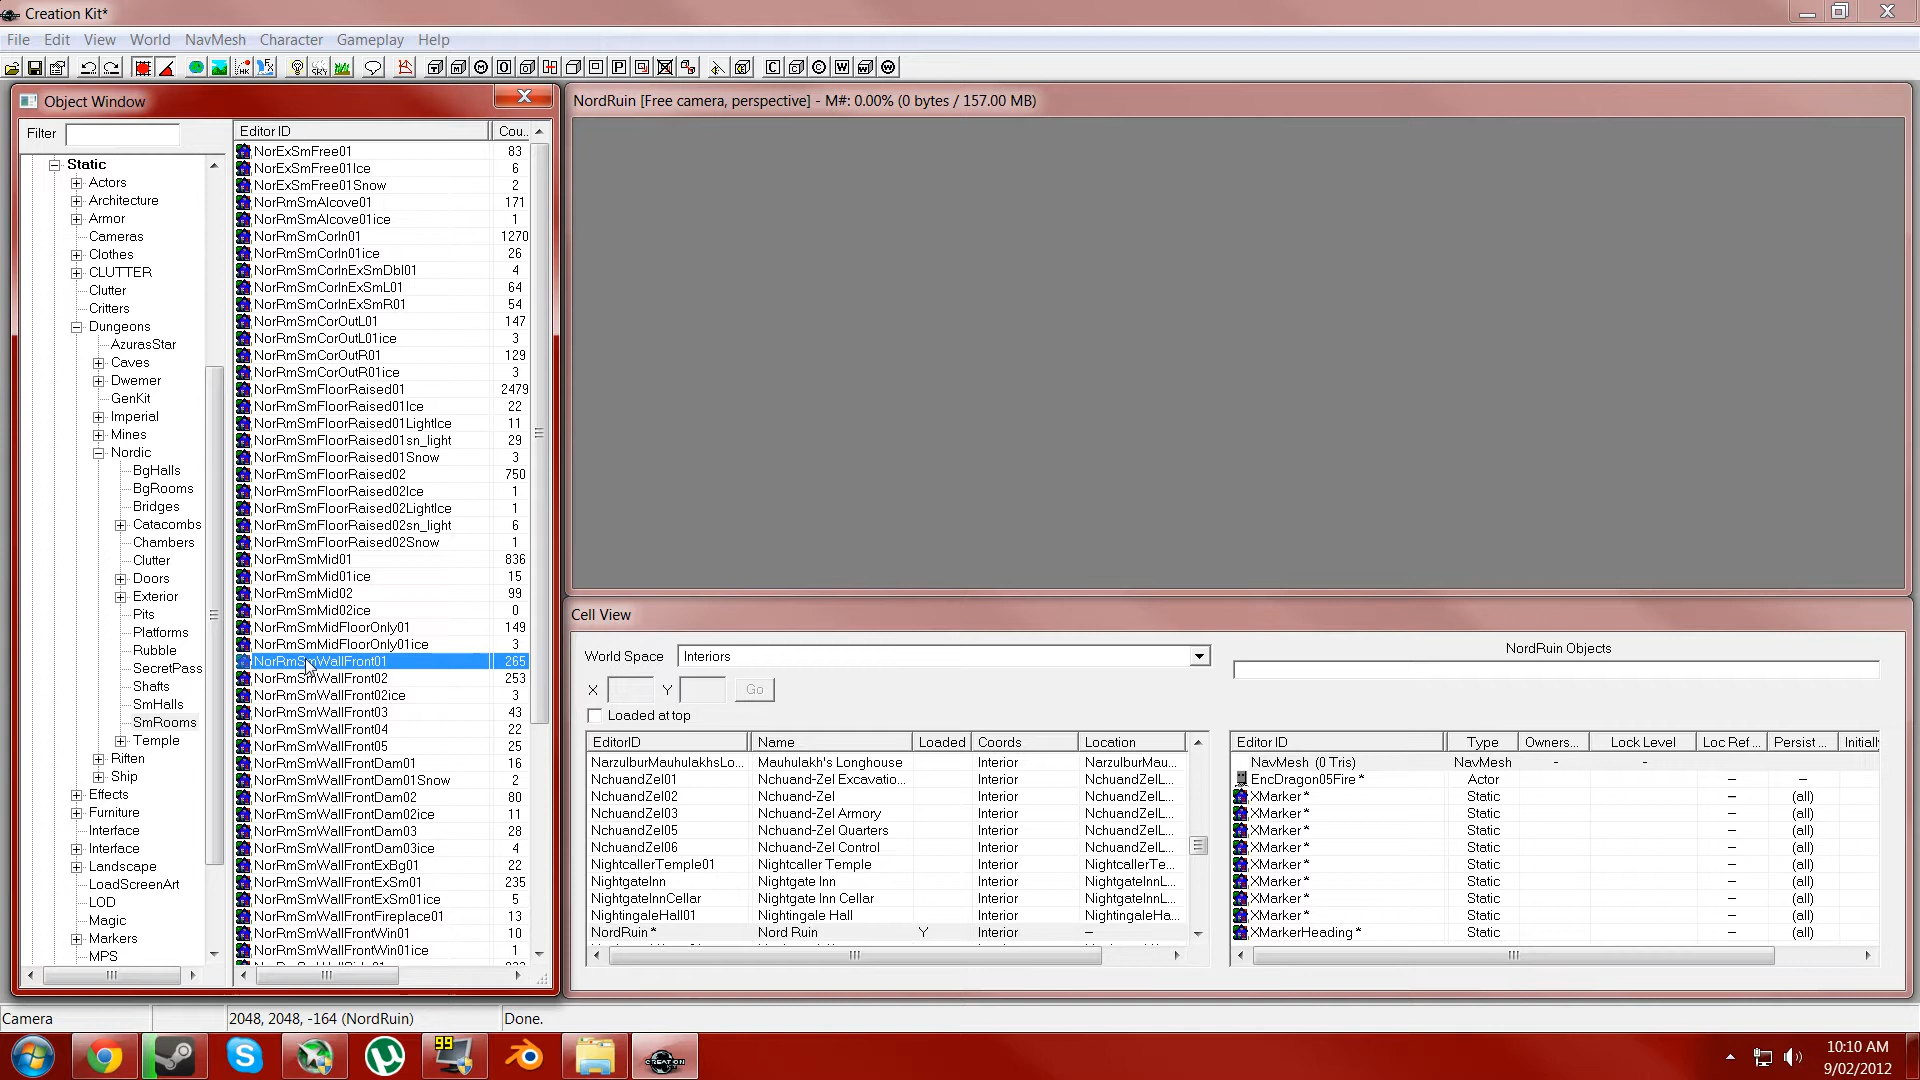 Creation Kit*
File Edit View World NavMesh Character Gameplay Help
Object Window
Filter
Static
Actors
Architecture
Armor
Cameras
Clothes
CLUTTER
Clutter
Critters
Dungeons
AzurasStar
Caves
Dwemer
GenKit
Imperial
Mines
Nordic
BgHalls
BgRooms
Bridges
Catacombs
Chambers
Clutter
Doors
Exterior
Pits
Platforms
Rubble
SecretPass
Shafts
SmHalls
SmRooms
Temple
Riften
Ship
Effects
Furniture
Interface
Interface
Landscape
LoadScreenArt
LOD
Magic
Markers
MPS
Editor ID Cou...
NorExSmFree01 83
NorExSmFree01Ice 6
NorExSmFree01Snow 2
NorRmSmAlcove01 171
NorRmSmAlcove01ice 1
NorRmSmCorIn01 1270
NorRmSmCorIn01ice 26
NorRmSmCorInExSmDbl01 4
NorRmSmCorInExSmL01 64
NorRmSmCorInExSmR01 54
NorRmSmCorOutL01 147
NorRmSmCorOutL01ice 3
NorRmSmCorOutR01 129
NorRmSmCorOutR01ice 3
NorRmSmFloorRaised01 2479
NorRmSmFloorRaised01Ice 22
NorRmSmFloorRaised01LightIce 11
NorRmSmFloorRaised01sn_light 29
NorRmSmFloorRaised01Snow 3
NorRmSmFloorRaised02 750
NorRmSmFloorRaised02Ice 1
NorRmSmFloorRaised02LightIce 1
NorRmSmFloorRaised02sn_light 6
NorRmSmFloorRaised02Snow 1
NorRmSmMid01 836
NorRmSmMid01ice 15
NorRmSmMid02 99
NorRmSmMid02ice 0
NorRmSmMidFloorOnly01 149
NorRmSmMidFloorOnly01ice 3
NorRmSmWallFront01 265
NorRmSmWallFront02 253
NorRmSmWallFront02ice 3
NorRmSmWallFront03 43
NorRmSmWallFront04 22
NorRmSmWallFront05 25
NorRmSmWallFrontDam01 16
NorRmSmWallFrontDam01Snow 2
NorRmSmWallFrontDam02 80
NorRmSmWallFrontDam02ice 11
NorRmSmWallFrontDam03 28
NorRmSmWallFrontDam03ice 4
NorRmSmWallFrontExBg01 22
NorRmSmWallFrontExSm01 235
NorRmSmWallFrontExSm01ice 5
NorRmSmWallFrontFireplace01 13
NorRmSmWallFrontWin01 10
NorRmSmWallFrontWin01ice 1
NordRuin [Free camera, perspective] - M#: 0.00% (0 bytes / 157.00 MB)
Cell View
World Space Interiors
X Y Go
Loaded at top
EditorID Name Loaded Coords Location
NarzulburMauhulakhsLo... Mauhulakh's Longhouse Interior NarzulburMau...
NchuandZel01 Nchuand-Zel Excavatio... Interior NchuandZelL...
NchuandZel02 Nchuand-Zel Interior NchuandZelL...
NchuandZel03 Nchuand-Zel Armory Interior NchuandZelL...
NchuandZel05 Nchuand-Zel Quarters Interior NchuandZelL...
NchuandZel06 Nchuand-Zel Control Interior NchuandZelL...
NightcallerTemple01 Nightcaller Temple Interior NightcallerTe...
NightgateInn Nightgate Inn Interior NightgateInnL...
NightgateInnCellar Nightgate Inn Cellar Interior NightgateInnL...
NightingaleHall01 Nightingale Hall Interior NightingaleHa...
NordRuin * Nord Ruin Y Interior –
NordRuin Objects
Editor ID Type Owners... Lock Level Loc Ref ... Persist ... Initially
NavMesh (0 Tris) NavMesh - -
EncDragon05Fire * Actor – –
XMarker * Static – (all)
XMarker * Static – (all)
XMarker * Static – (all)
XMarker * Static – (all)
XMarker * Static – (all)
XMarker * Static – (all)
XMarker * Static – (all)
XMarker * Static – (all)
XMarkerHeading * Static – (all)
Camera 2048, 2048, -164 (NordRuin) Done.
99
CREATION
10:10 AM
9/02/2012